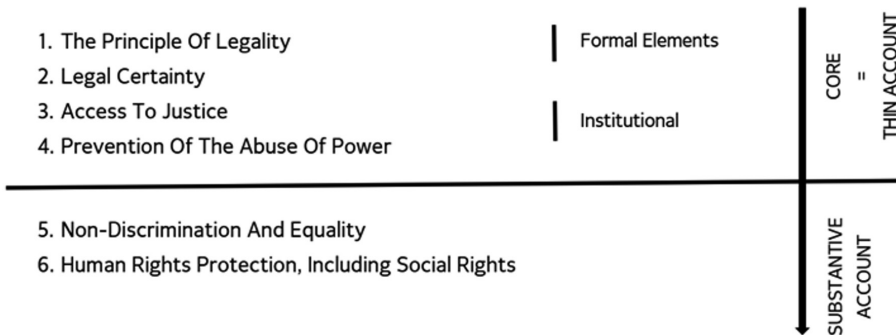 1. The Principle Of Legality
2. Legal Certainty
3. Access To Justice
4. Prevention Of The Abuse Of Power
Formal Elements
Institutional
CORE
=
THIN ACCOUNT
5. Non-Discrimination And Equality
6. Human Rights Protection, Including Social Rights
SUBSTANTIVE
ACCOUNT